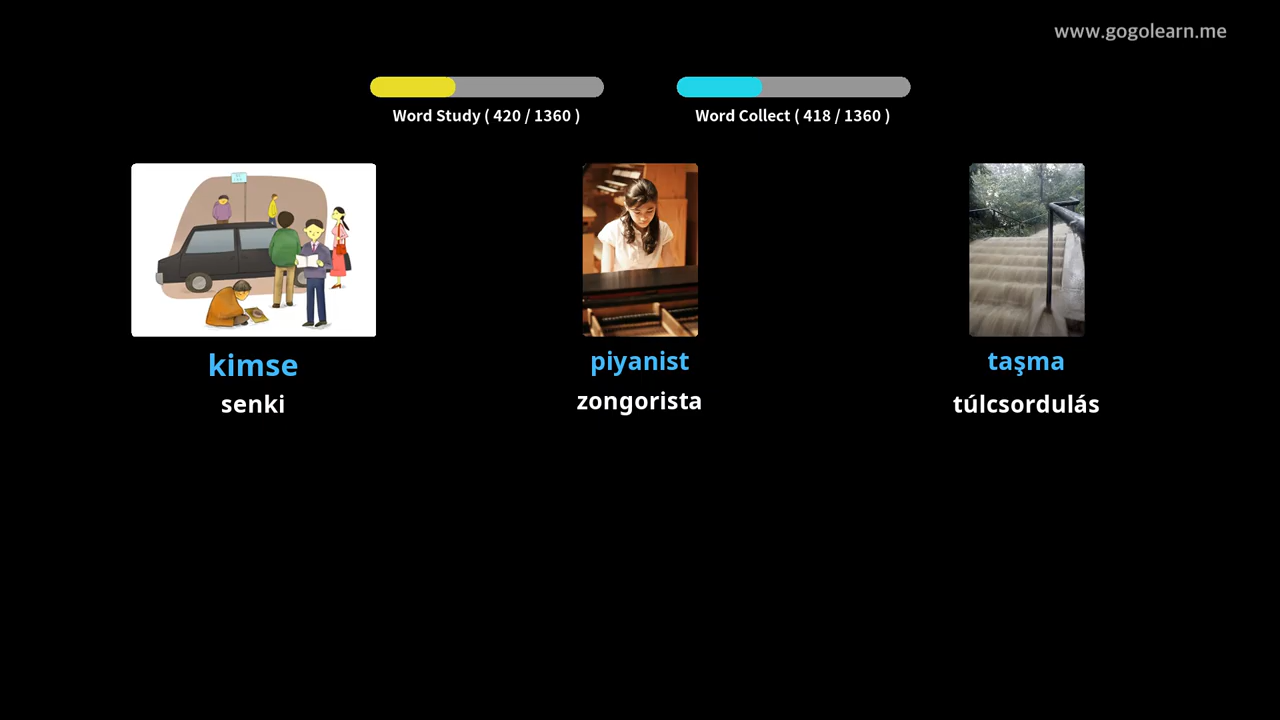 www.gogolearn.me
Word Study ( 420 / 1360 )
Word Collect ( 418 / 1360 )
kimse
senki
piyanist
zongorista
taşma
túlcsordulás